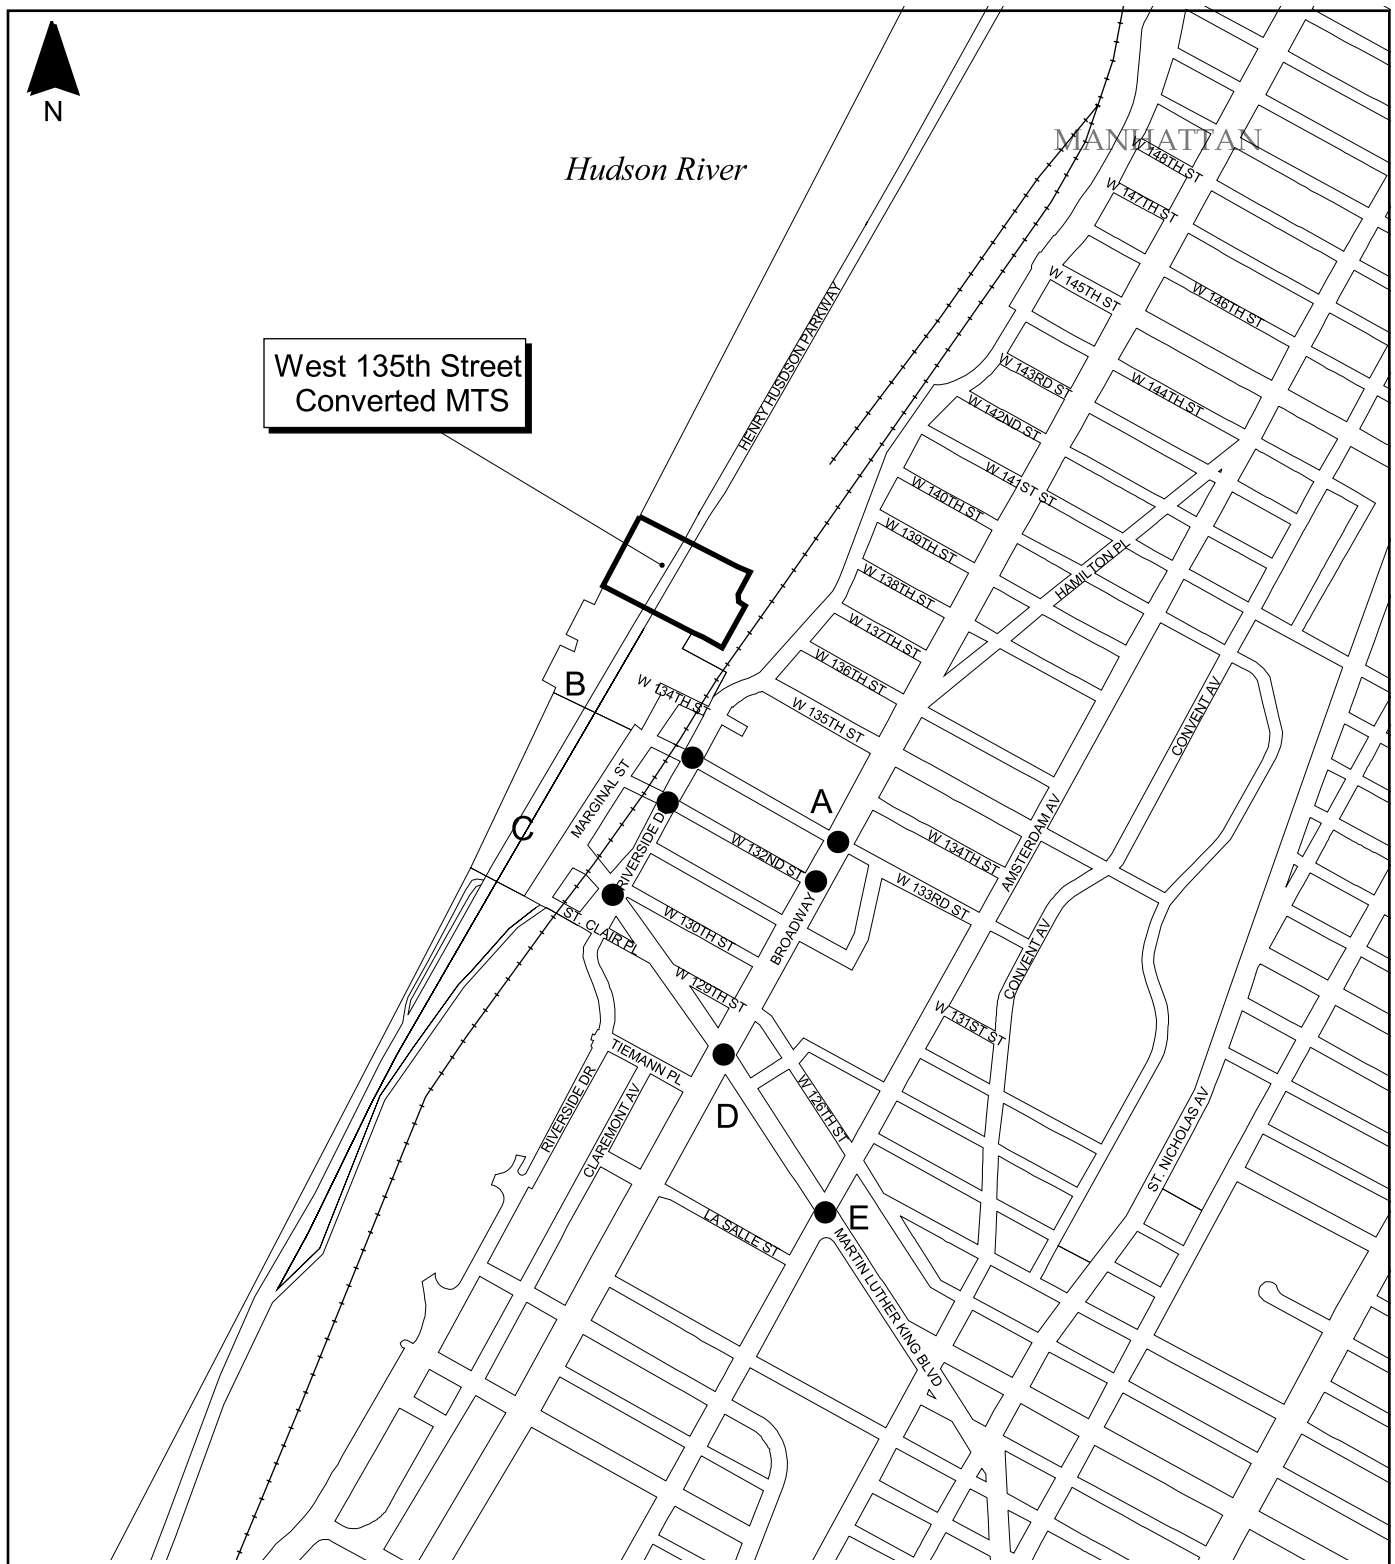 N
MANHATTAN
Hudson River
W 148TH ST
W 147TH ST
W 145TH ST
W 146TH ST
HENRY HUSDSON PARKWAY
West 135th Street
Converted MTS
W 143RD ST
W 144TH ST
W 142ND ST
W 141ST ST
W 140TH ST
W 139TH ST
HAMILTON PL
W 138TH ST
W 137TH ST
W 136TH ST
B
W 134TH ST
W 135TH ST
CONVENT AV
MARGINAL ST
A
C
RIVERSIDE DR
W 132ND ST
W 134TH ST
AMSTERDAM AV
W 133RD ST
ST. CLAIR PL
W 130TH ST
BROADWAY
CONVENT AV
W 129TH ST
W 131ST ST
TIEMANN PL
RIVERSIDE DR
CLAREMONT AV
D
W 126TH ST
ST. NICHOLAS AV
LA SALLE ST
E
MARTIN LUTHER KING BLVD